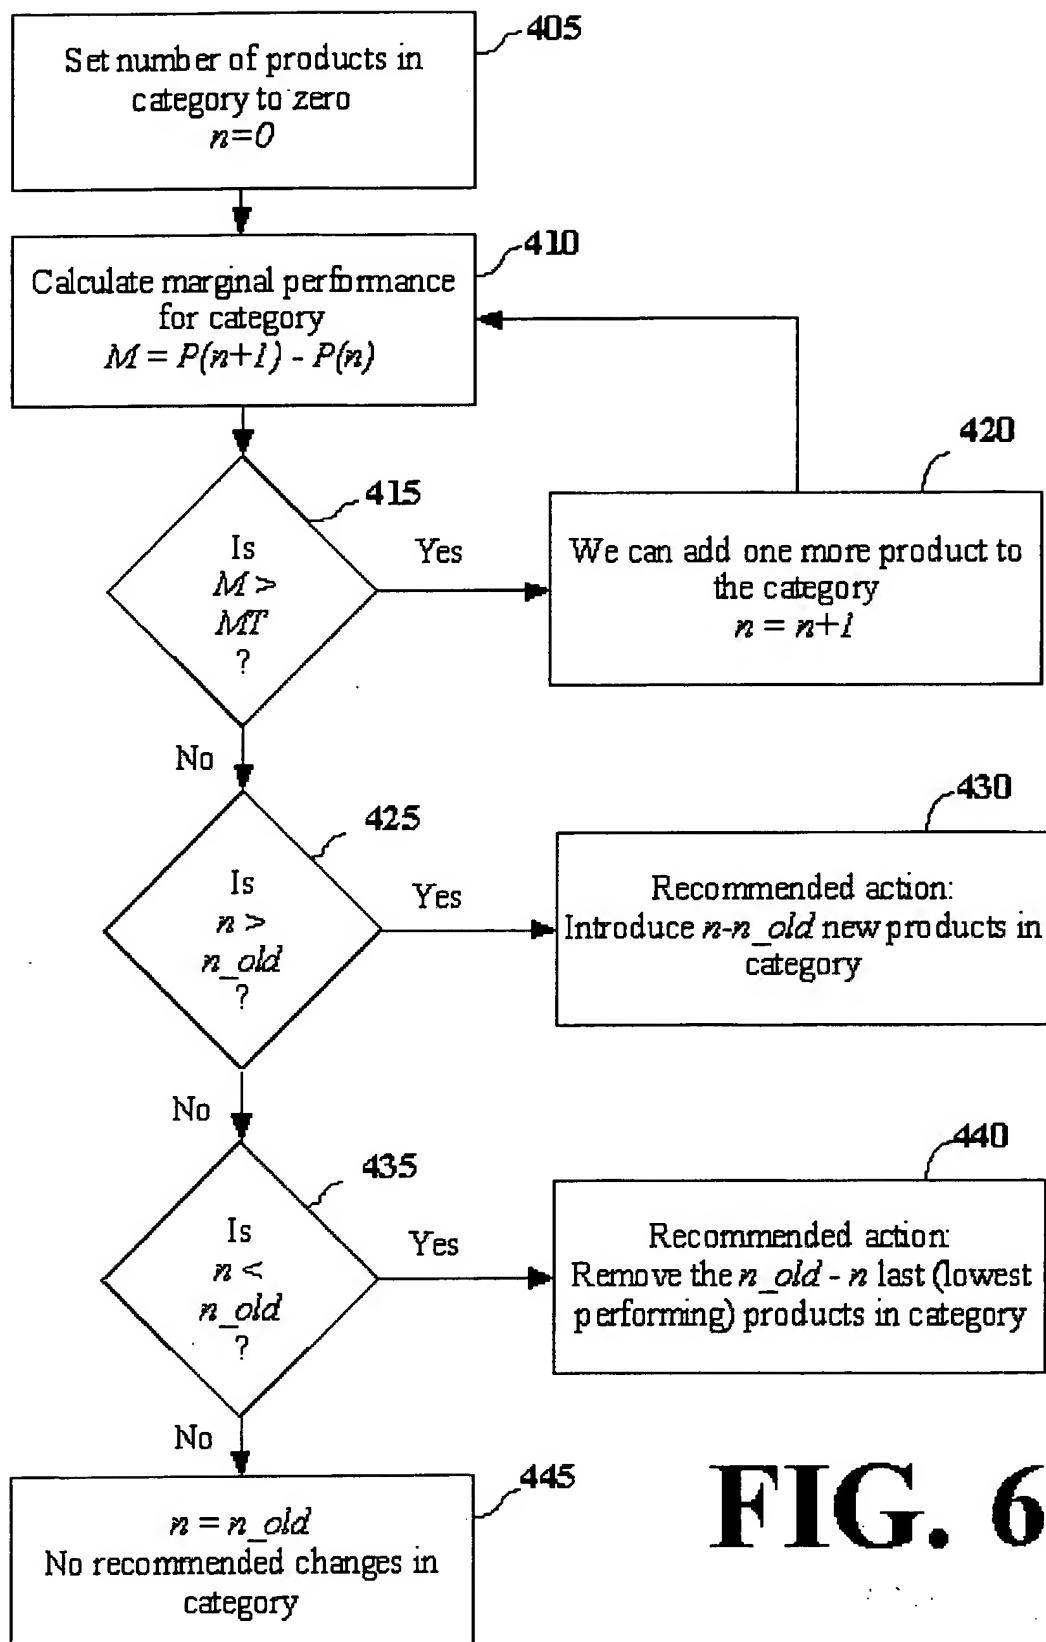 405
Set number of products in
category to zero
n=0
410
Calculate marginal performance
for category
M = P(n+1) - P(n)
415
Is
M >
MT
?
Yes
420
We can add one more product to
the category
n = n+1
No
425
Is
n >
n_old
?
Yes
430
Recommended action:
Introduce n-n_old new products in
category
No
435
Is
n <
n_old
?
Yes
440
Recommended action:
Remove the n_old - n last (lowest
performing) products in category
No
445
n = n_old
No recommended changes in
category
FIG. 6